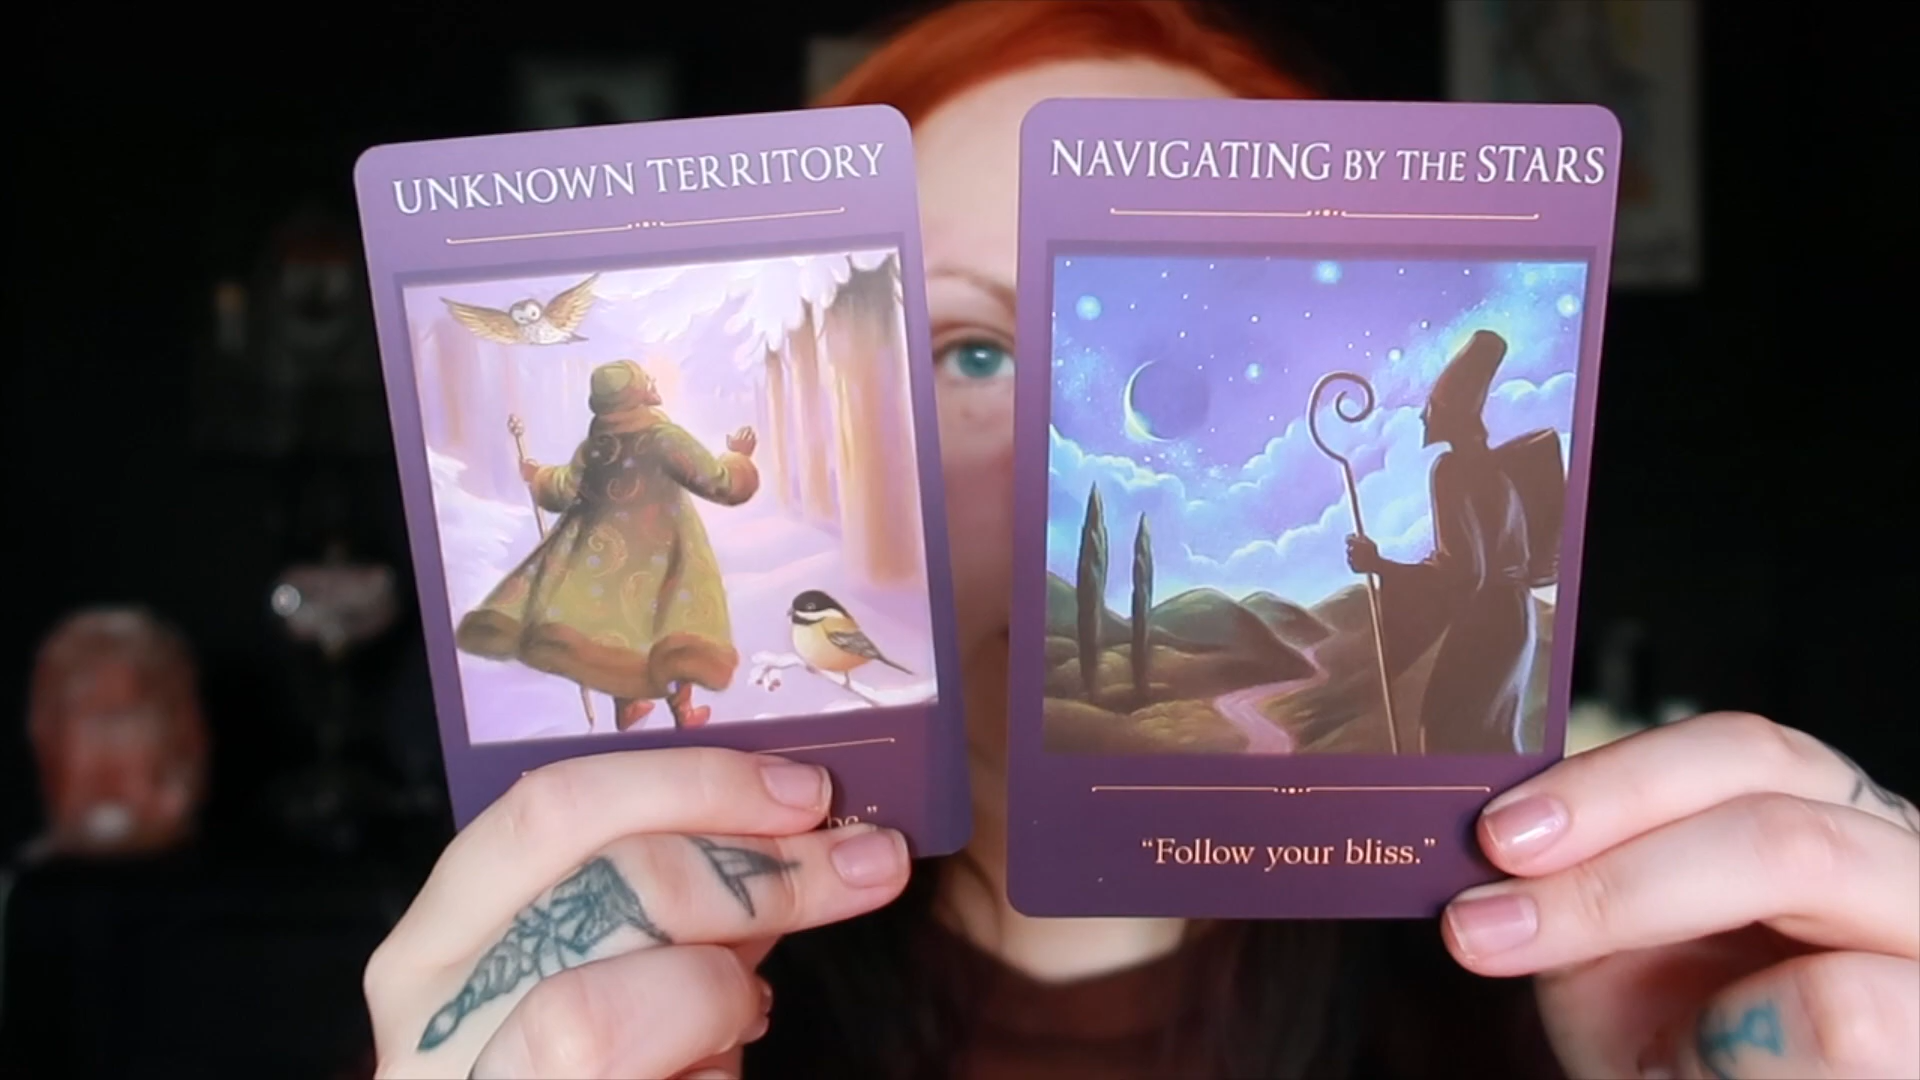 UNKNOWN TERRITORY
NAVIGATING BY THE STARS
“Follow your bliss.”